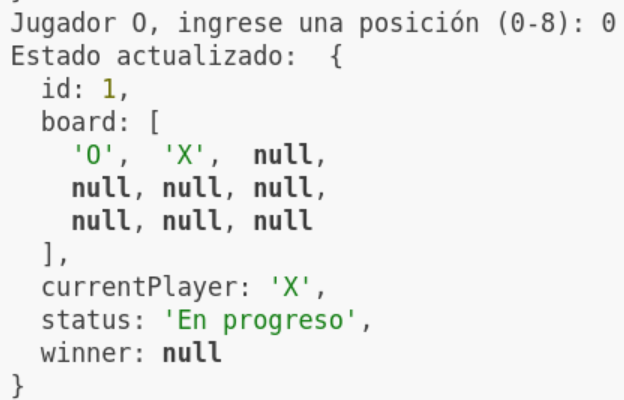 Jugador O, ingrese una posición (0-8): 0
Estado actualizado:  {
  id: 1,
  board: [
    'O',  'X',  null,
    null, null, null,
    null, null, null
  ],
  currentPlayer: 'X',
  status: 'En progreso',
  winner: null
}